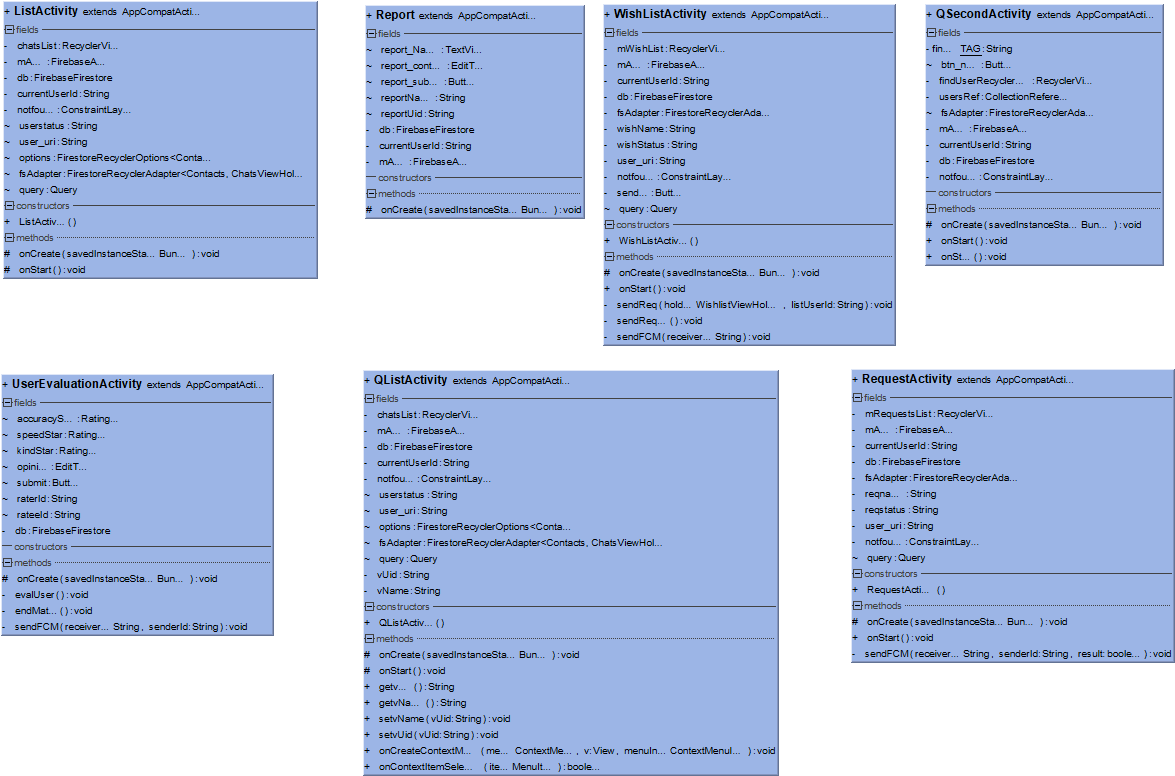 + ListActivity extends AppCompatActi...
fields
- chatsList : RecyclerVi...
- mA... : FirebaseA...
- db : FirebaseFirestore
- currentUserId : String
- notfou... : ConstraintLay...
~ userstatus : String
~ user_uri : String
~ options : FirestoreRecyclerOptions<Conta...
~ fsAdapter : FirestoreRecyclerAdapter<Contacts, ChatsViewHol...
~ query : Query
constructors
+ ListActiv... ( )
methods
# onCreate ( savedInstanceSta... Bun... ) : void
# onStart ( ) : void
+ Report extends AppCompatActi...
fields
~ report_Na... : TextVi...
~ report_cont... : EditT...
~ report_sub... : Butt...
~ reportNa... : String
~ reportUid : String
- db : FirebaseFirestore
- currentUserId : String
- mA... : FirebaseA...
constructors
methods
# onCreate ( savedInstanceSta... Bun... ) : void
+ WishListActivity extends AppCompatActi...
fields
- mWishList : RecyclerVi...
- mA... : FirebaseA...
- currentUserId : String
- db : FirebaseFirestore
- fsAdapter : FirestoreRecyclerAda...
- wishName : String
- wishStatus : String
- user_uri : String
- notfou... : ConstraintLay...
- send... : Butt...
~ query : Query
constructors
+ WishListActiv... ( )
methods
# onCreate ( savedInstanceSta... Bun... ) : void
+ onStart ( ) : void
- sendReq ( hold... WishlistViewHol... , listUserId: String ) : void
- sendReq... ( ) : void
- sendFCM ( receiver... String ) : void
+ QSecondActivity extends AppCompatActi...
fields
- fin... TAG : String
~ btn_n... : Butt...
- findUserRecycler... : RecyclerVi...
- usersRef : CollectionRefere...
~ fsAdapter : FirestoreRecyclerAda...
- mA... : FirebaseA...
- currentUserId : String
- db : FirebaseFirestore
- notfou... : ConstraintLay...
constructors
methods
# onCreate ( savedInstanceSta... Bun... ) : void
+ onStart ( ) : void
+ onSt... ( ) : void
+ UserEvaluationActivity extends AppCompatActi...
fields
~ accuracyS... : Rating...
~ speedStar : Rating...
~ kindStar : Rating...
~ opini... : EditT...
~ submit : Butt...
~ raterId : String
~ rateeId : String
- db : FirebaseFirestore
constructors
methods
# onCreate ( savedInstanceSta... Bun... ) : void
- evalUser ( ) : void
- endMat... ( ) : void
- sendFCM ( receiver... String , senderId: String ) : void
+ QListActivity extends AppCompatActi...
fields
- chatsList : RecyclerVi...
- mA... : FirebaseA...
- db : FirebaseFirestore
- currentUserId : String
- notfou... : ConstraintLay...
~ userstatus : String
~ user_uri : String
~ options : FirestoreRecyclerOptions<Conta...
~ fsAdapter : FirestoreRecyclerAdapter<Contacts, ChatsViewHol...
~ query : Query
- vUid : String
- vName : String
constructors
+ QListActiv... ( )
methods
# onCreate ( savedInstanceSta... Bun... ) : void
# onStart ( ) : void
+ getv... ( ) : String
+ getvNa... ( ) : String
+ setvName ( vUid: String ) : void
+ setvUid ( vUid: String ) : void
+ onCreateContextM... ( me... ContextMe... , v: View , menuIn... ContextMenuI... ) : void
+ onContextItemSele... ( ite... MenuIt... ) : boole...
+ RequestActivity extends AppCompatActi...
fields
- mRequestsList : RecyclerVi...
- mA... : FirebaseA...
- currentUserId : String
- db : FirebaseFirestore
- fsAdapter : FirestoreRecyclerAda...
- reqna... : String
- reqstatus : String
- user_uri : String
- notfou... : ConstraintLay...
~ query : Query
constructors
+ RequestActi... ( )
methods
# onCreate ( savedInstanceSta... Bun... ) : void
+ onStart ( ) : void
- sendFCM ( receiver... String , senderId: String , result: boole... ) : void